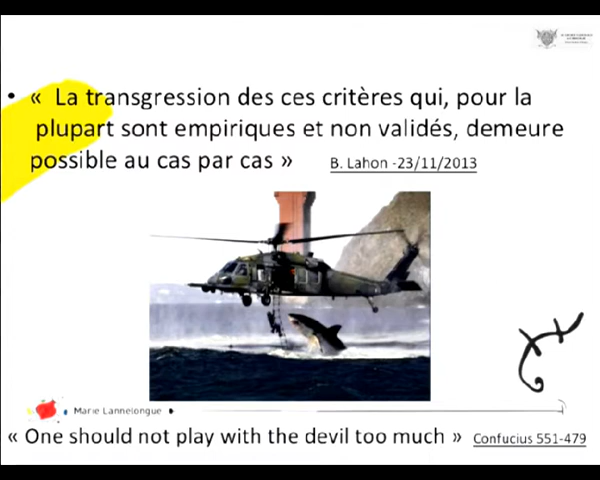 • « La transgression des ces critères qui, pour la
plupart sont empiriques et non validés, demeure
possible au cas par cas » B. Lahon -23/11/2013
Marie Lannelongue
« One should not play with the devil too much » Confucius 551-479